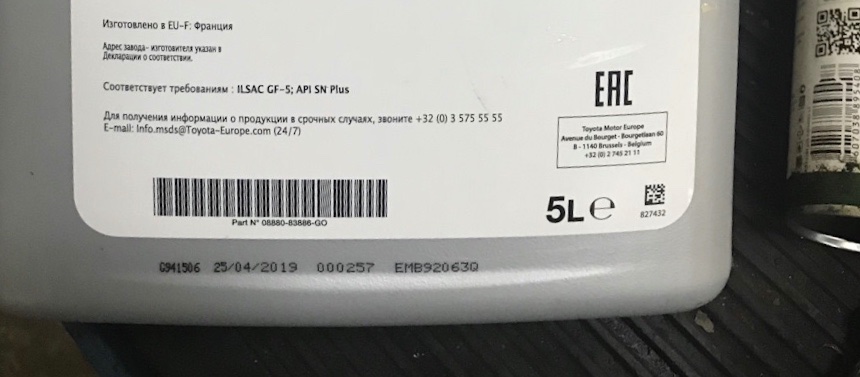 Изготовлено в EU-F: Франция
Адрес завода- изготовителя указан в
Декларации о соответствии.
Соответствует требованиям : ILSAC GF-5; API SN Plus
Для получения информации о продукции в срочных случаях, звоните +32 (0) 3 575 55 55
E-mail: Info.msds@Toyota-Europe.com (24/7)
EAC
Toyota Motor Europe
Avenue du Bourget - Bourgetlaan 60
B - 1140 Brussels - Belgium
+32 (0) 2 745 21 11
Part N° 08880-83886-GO
5L e
827432
G941506 25/04/2019 000257 EMB92063Q